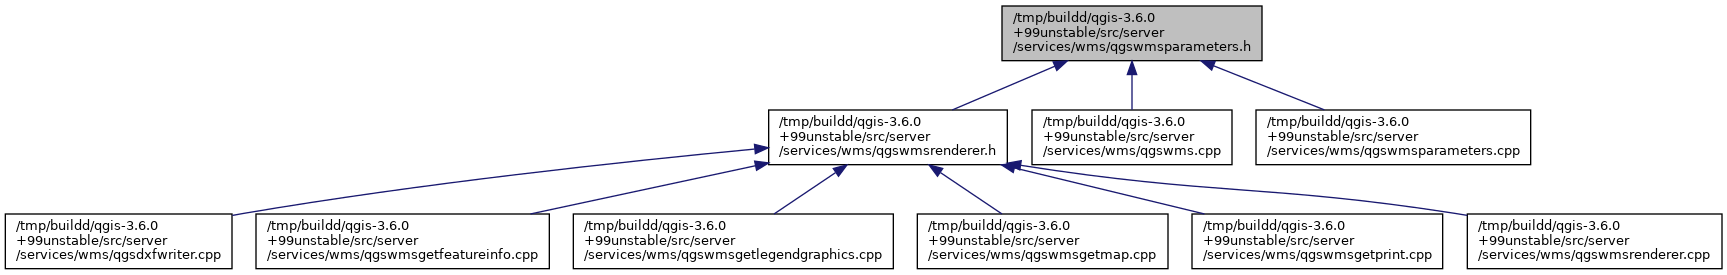 /tmp/buildd/qgis-3.6.0
+99unstable/src/server
/services/wms/qgswmsparameters.h
/tmp/buildd/qgis-3.6.0
+99unstable/src/server
/services/wms/qgswmsrenderer.h
/tmp/buildd/qgis-3.6.0
+99unstable/src/server
/services/wms/qgswms.cpp
/tmp/buildd/qgis-3.6.0
+99unstable/src/server
/services/wms/qgswmsparameters.cpp
/tmp/buildd/qgis-3.6.0
+99unstable/src/server
/services/wms/qgsdxfwriter.cpp
/tmp/buildd/qgis-3.6.0
+99unstable/src/server
/services/wms/qgswmsgetfeatureinfo.cpp
/tmp/buildd/qgis-3.6.0
+99unstable/src/server
/services/wms/qgswmsgetlegendgraphics.cpp
/tmp/buildd/qgis-3.6.0
+99unstable/src/server
/services/wms/qgswmsgetmap.cpp
/tmp/buildd/qgis-3.6.0
+99unstable/src/server
/services/wms/qgswmsgetprint.cpp
/tmp/buildd/qgis-3.6.0
+99unstable/src/server
/services/wms/qgswmsrenderer.cpp